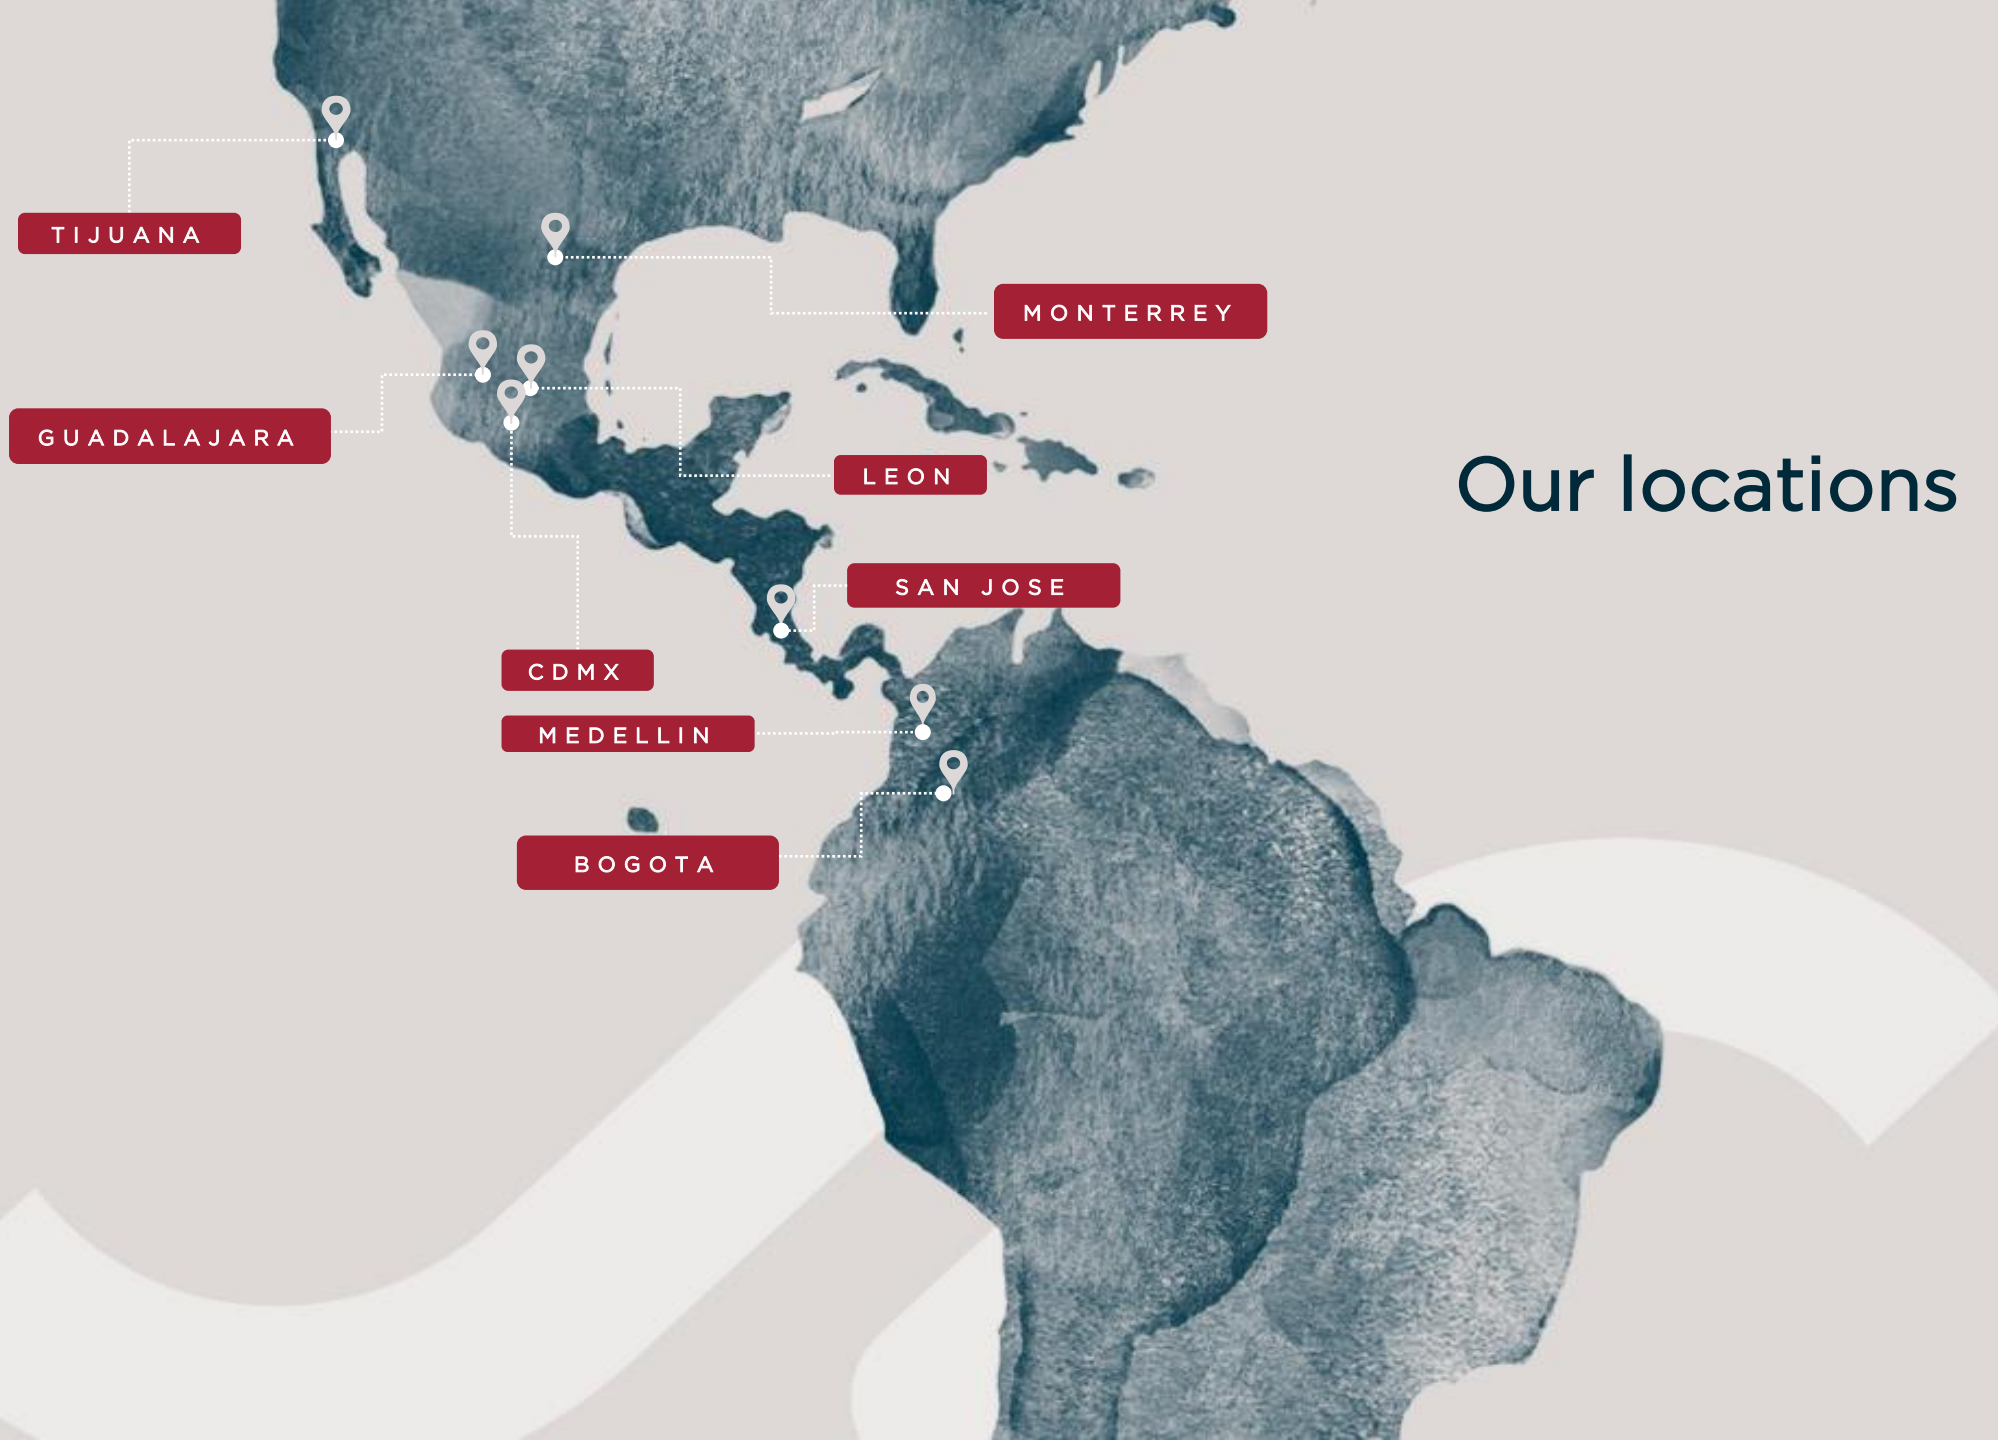 TIJUANA
MONTERREY
GUADALAJARA
LEON
Our locations
SAN JOSE
CDMX
MEDELLIN
BOGOTA